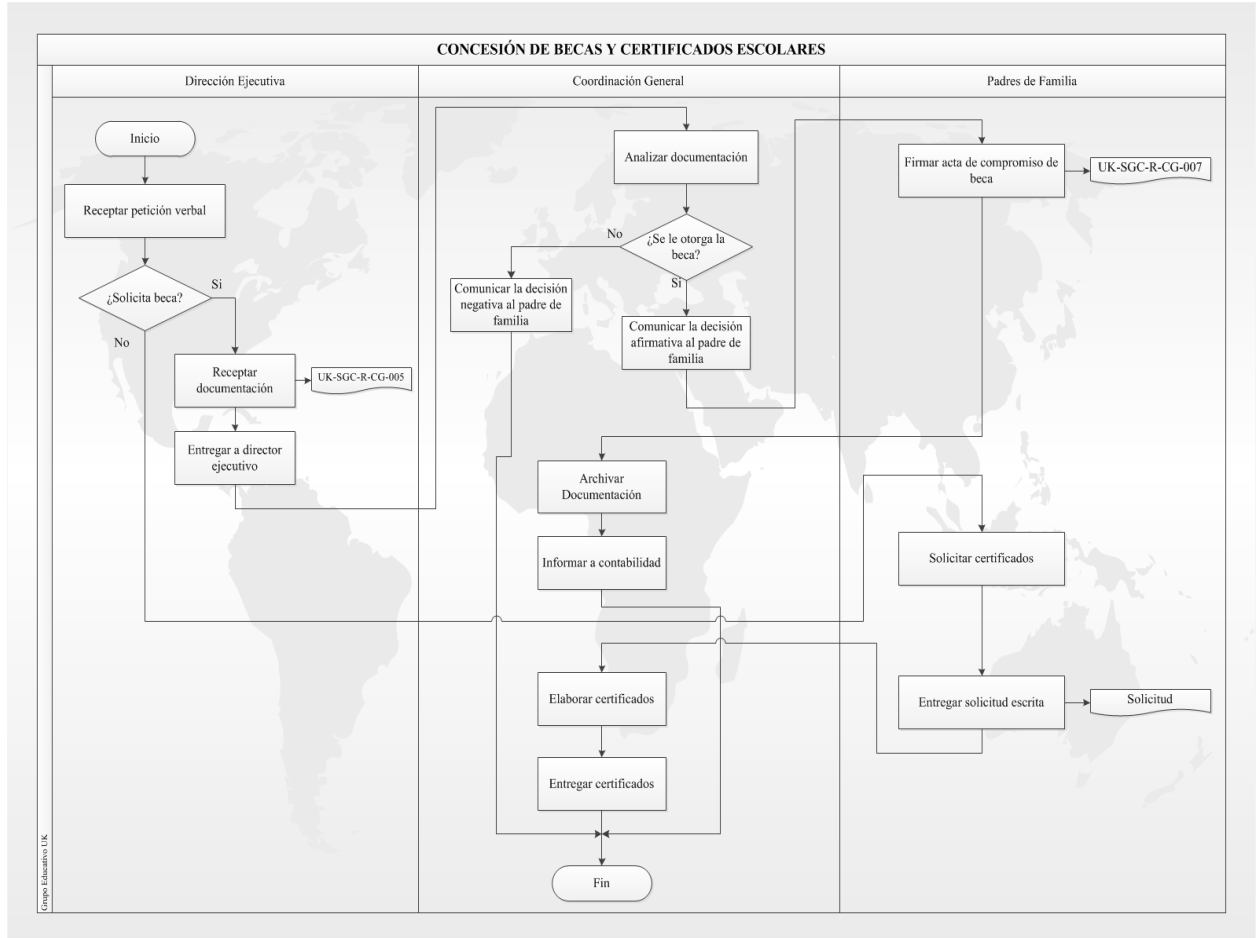 CONCESIÓN DE BECAS Y CERTIFICADOS ESCOLARES
Dirección Ejecutiva
Coordinación General
Padres de Familia
Inicio
Receptar petición verbal
¿Solicita beca?
Si
No
Receptar
documentación
UK-SGC-R-CG-005
Entregar a director
ejecutivo
Analizar documentación
¿Se le otorga la
beca?
No
Si
Comunicar la decisión
negativa al padre de
familia
Comunicar la decisión
afirmativa al padre de
familia
Archivar
Documentación
Informar a contabilidad
Elaborar certificados
Entregar certificados
Fin
Firmar acta de compromiso de
beca
UK-SGC-R-CG-007
Solicitar certificados
Entregar solicitud escrita
Solicitud
Grupo Educativo UK